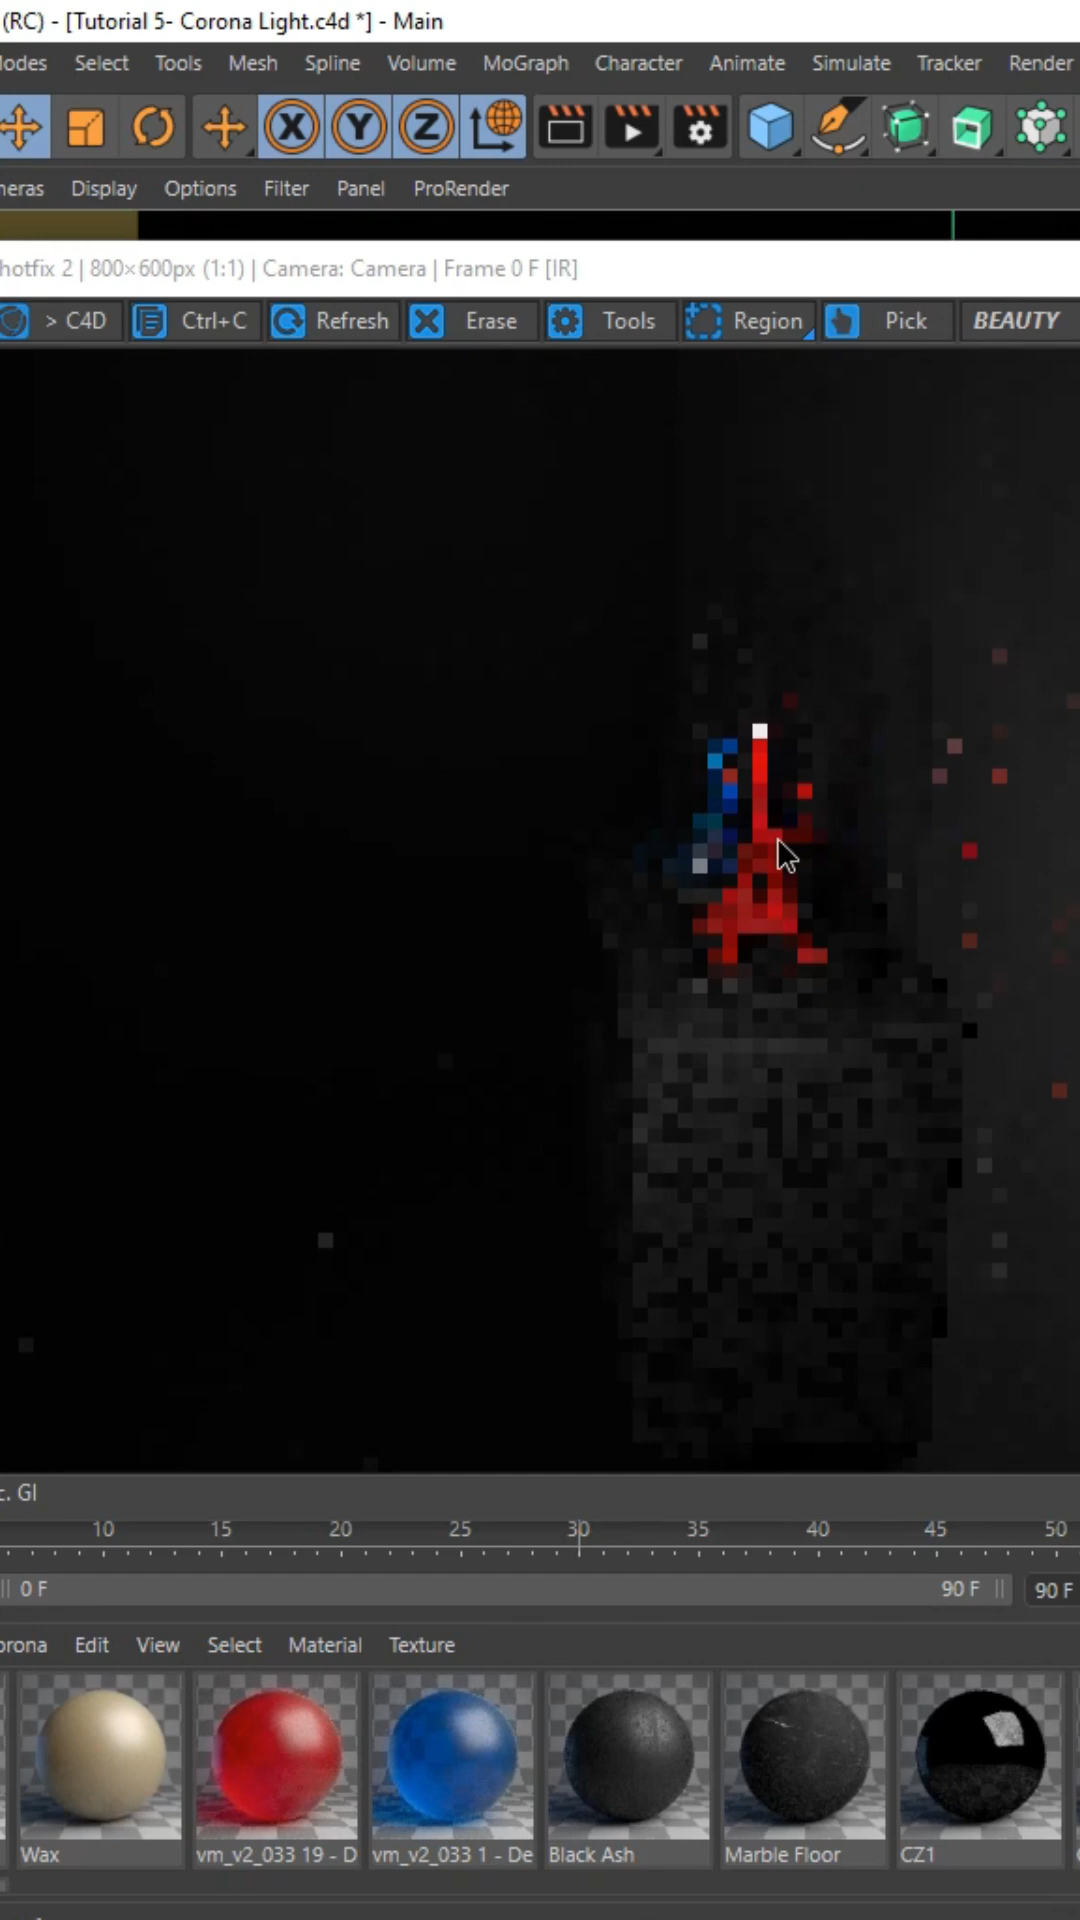 (RC) - [Tutorial 5- Corona Light.c4d *] - Main
Modes Select Tools Mesh Spline Volume MoGraph Character Animate Simulate Tracker Render
X Y Z
Display Options Filter Panel ProRender
hotfix 2 | 800×600px (1:1) | Camera: Camera | Frame 0 F [IR]
> C4D Ctrl+C Refresh Erase Tools Region Pick BEAUTY
c. GI
10 15 20 25 30 35 40 45 50
0 F 90 F 90 F
orona Edit View Select Material Texture
Wax vm_v2_033 19 - D vm_v2_033 1 - De Black Ash Marble Floor CZ1